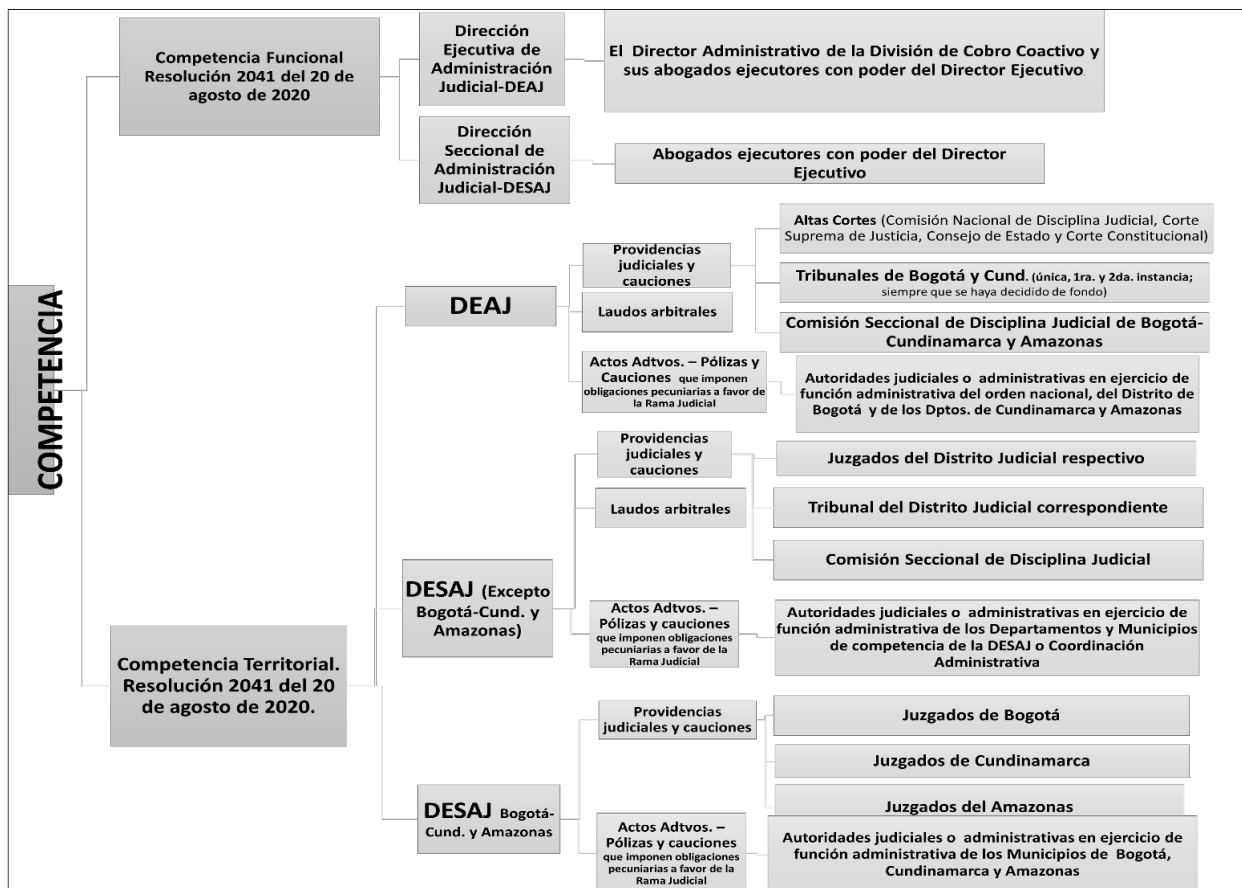 COMPETENCIA
Competencia Funcional
Resolución 2041 del 20 de
agosto de 2020
Dirección
Ejecutiva de
Administración
Judicial-DEAJ
El Director Administrativo de la División de Cobro Coactivo y
sus abogados ejecutores con poder del Director Ejecutivo.
Dirección
Seccional de
Administración
Judicial-DESAJ
Abogados ejecutores con poder del Director
Ejecutivo
Competencia Territorial.
Resolución 2041 del 20
de agosto de 2020.
DEAJ
Providencias
judiciales y
cauciones
Altas Cortes (Comisión Nacional de Disciplina Judicial, Corte
Suprema de Justicia, Consejo de Estado y Corte Constitucional)
Tribunales de Bogotá y Cund. (única, 1ra. y 2da. instancia;
siempre que se haya decidido de fondo)
Comisión Seccional de Disciplina Judicial de Bogotá-
Cundinamarca y Amazonas
Laudos arbitrales
Actos Adtvos. – Pólizas y
Cauciones que imponen
obligaciones pecuniarias a favor de
la Rama Judicial
Autoridades judiciales o administrativas en ejercicio de
función administrativa del orden nacional, del Distrito de
Bogotá y de los Dptos. de Cundinamarca y Amazonas
DESAJ (Excepto
Bogotá-Cund. y
Amazonas)
Providencias
judiciales y
cauciones
Juzgados del Distrito Judicial respectivo
Tribunal del Distrito Judicial correspondiente
Comisión Seccional de Disciplina Judicial
Laudos arbitrales
Actos Adtvos. –
Pólizas y cauciones
que imponen obligaciones
pecuniarias a favor de la
Rama Judicial
Autoridades judiciales o administrativas en ejercicio de
función administrativa de los Departamentos y Municipios
de competencia de la DESAJ o Coordinación
Administrativa
DESAJ Bogotá-
Cund. y Amazonas
Providencias
judiciales y cauciones
Juzgados de Bogotá
Juzgados de Cundinamarca
Juzgados del Amazonas
Actos Adtvos. –
Pólizas y cauciones
que imponen obligaciones
pecuniarias a favor de la
Rama Judicial
Autoridades judiciales o administrativas en ejercicio de
función administrativa de los Municipios de Bogotá,
Cundinamarca y Amazonas